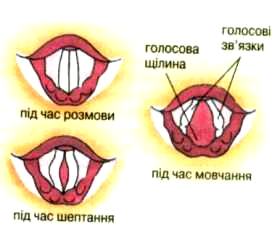 голосова
щілина
голосові
зв'язки
під час розмови
під час мовчання
під час шептання